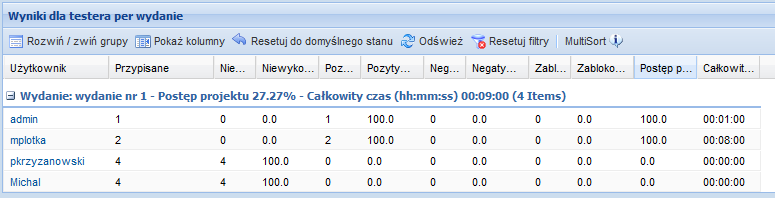 Wyniki dla testera per wydanie
Rozwiń / zwiń grupy Pokaż kolumny Resetuj do domyślnego stanu Odśwież Resetuj filtry MultiSort
Użytkownik Przypisane Nie... Niewyko... Poz... Pozyty... Neg... Negaty... Zabl... Zabloko... Postęp p... Całkowit...
Wydanie: wydanie nr 1 - Postęp projektu 27.27% - Całkowity czas (hh:mm:ss) 00:09:00 (4 Items)
admin 1 0 0.0 1 100.0 0 0.0 0 0.0 100.0 00:01:00
mplotka 2 0 0.0 2 100.0 0 0.0 0 0.0 100.0 00:08:00
pkrzyzanowski 4 4 100.0 0 0.0 0 0.0 0 0.0 0.0 00:00:00
Michal 4 4 100.0 0 0.0 0 0.0 0 0.0 0.0 00:00:00